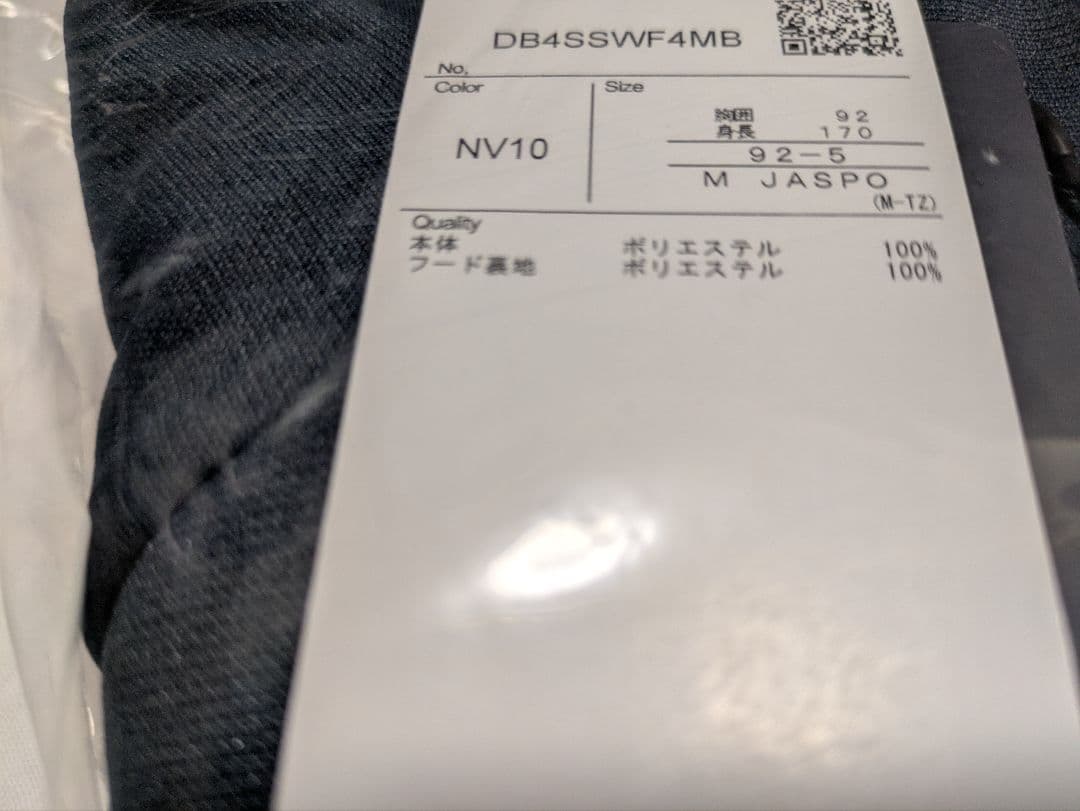 DB4SSWF4MB
No.
Color
Size
NV10
胸囲 92
身長 170
92-5
M JASPO
(M-TZ)
Quality
本体 ポリエステル 100%
フード裏地 ポリエステル 100%